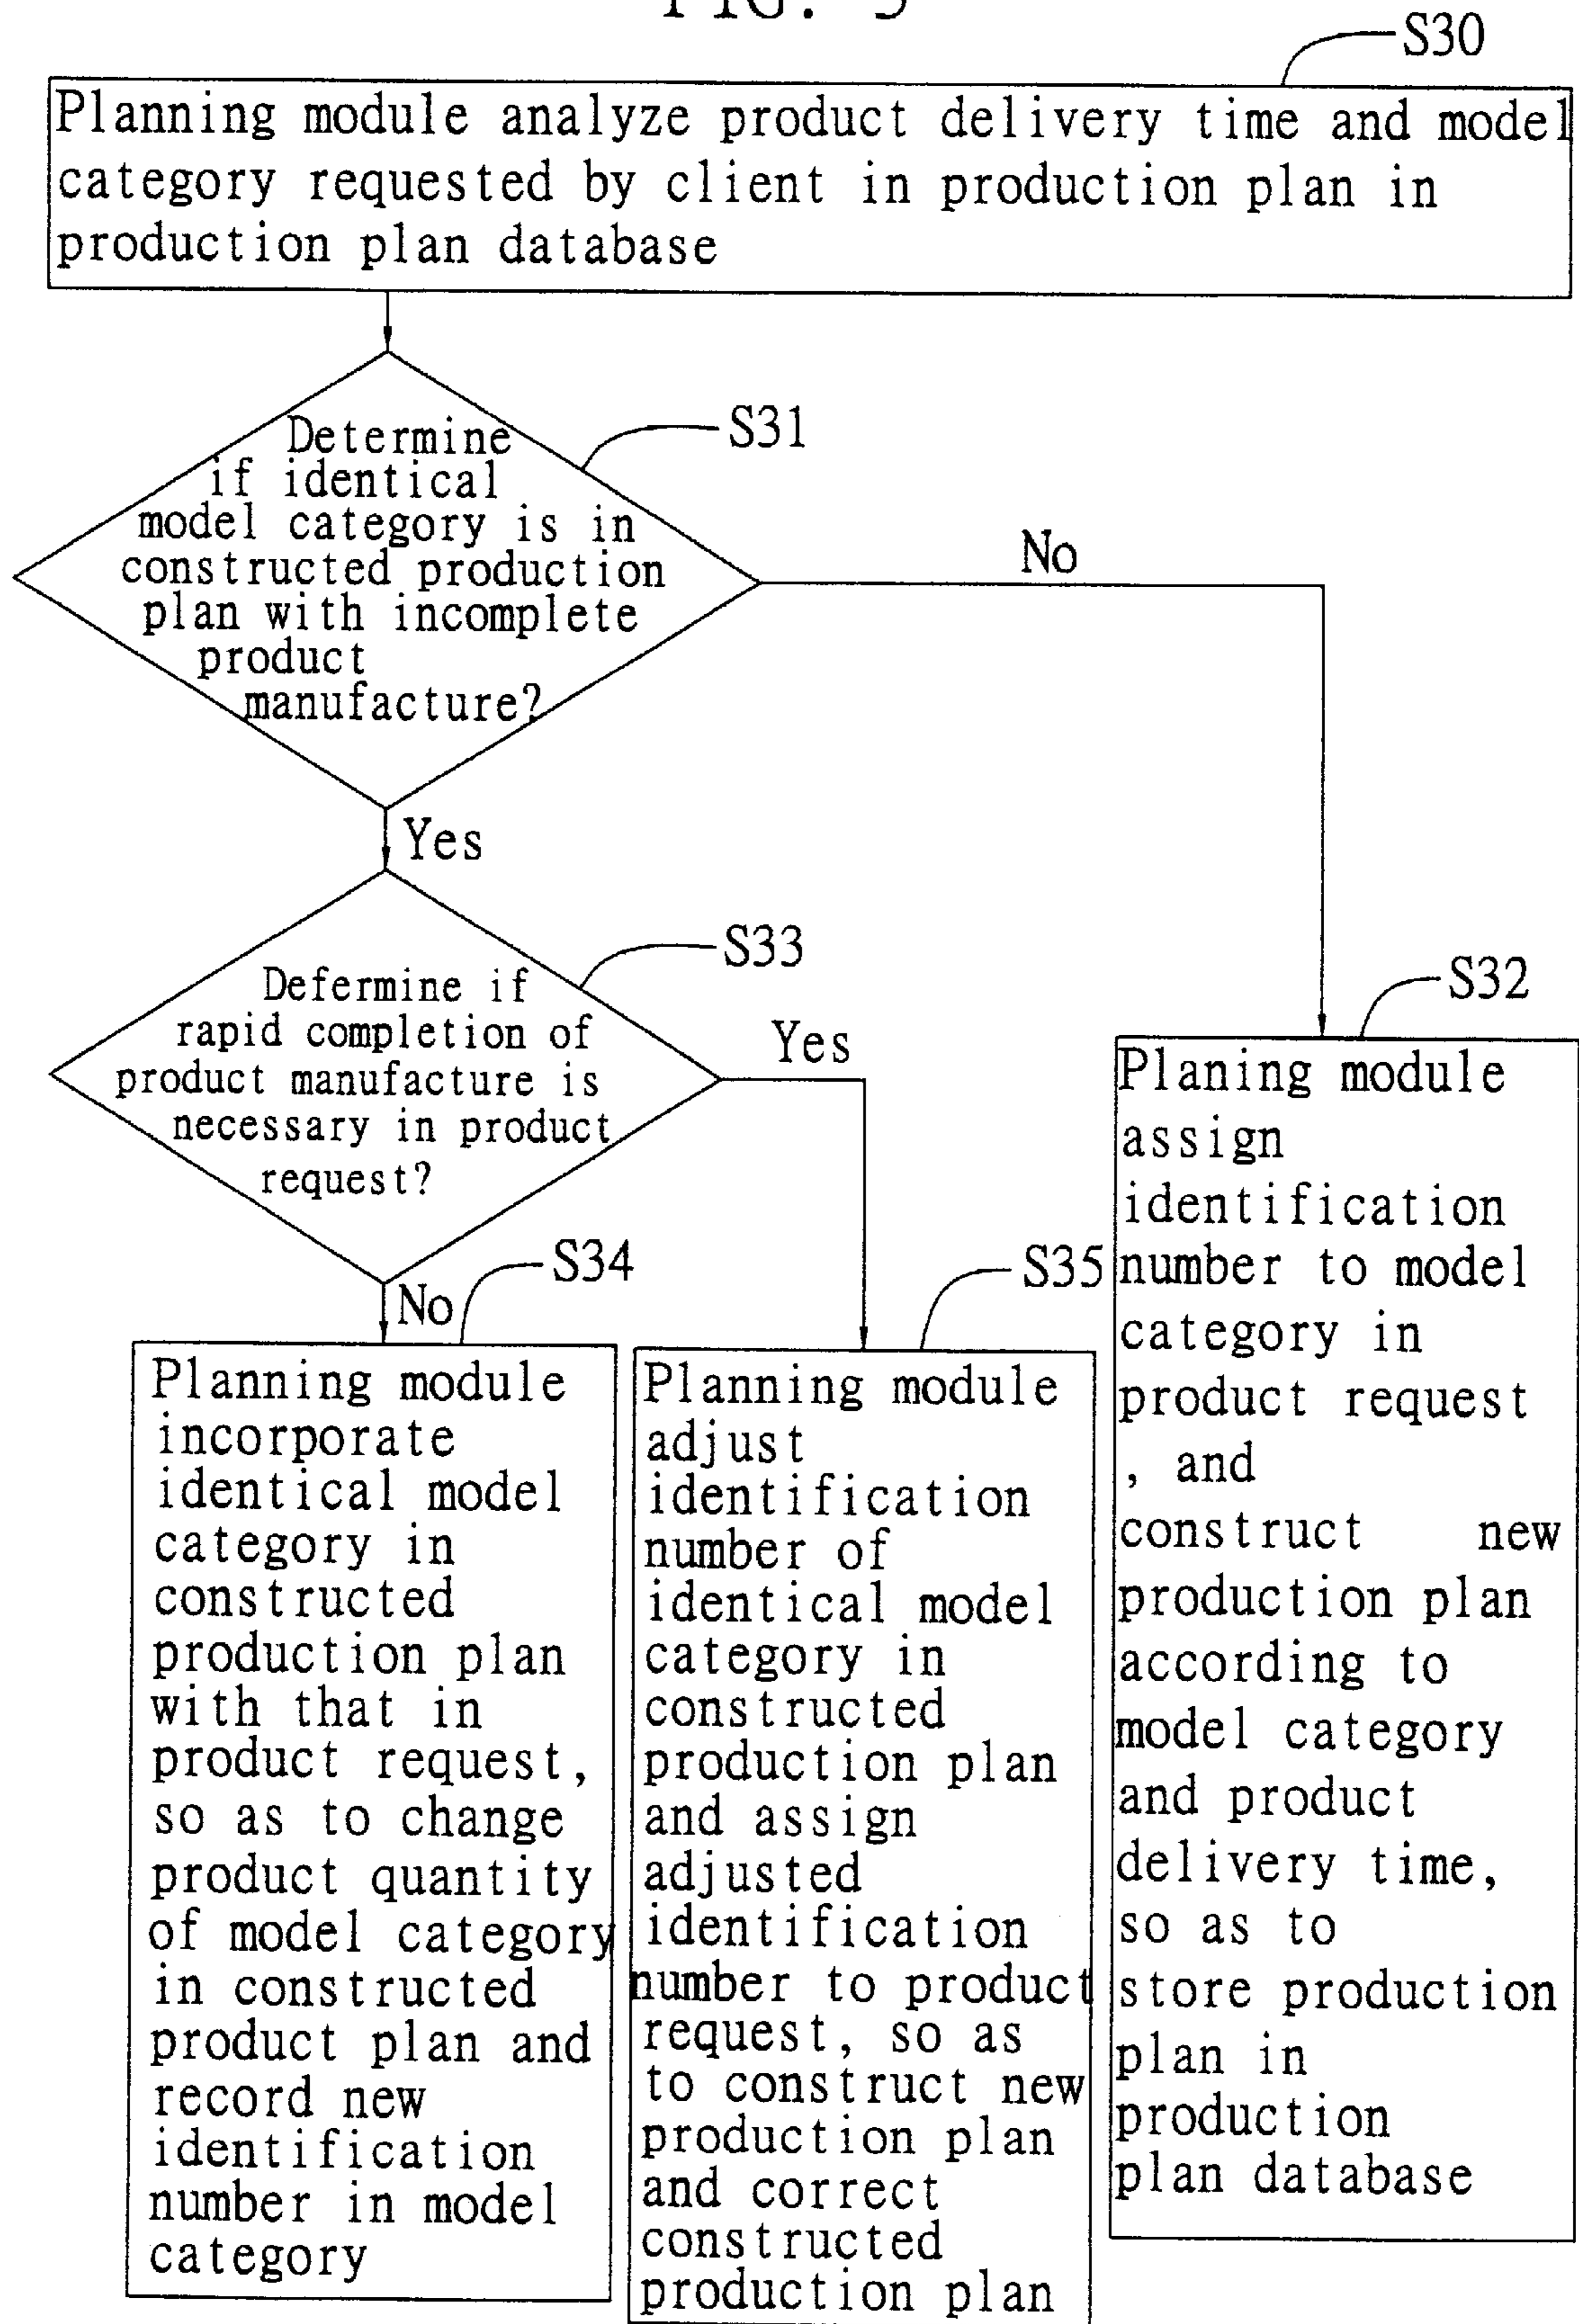 FIG. 3
S30
Planning module analyze product delivery time and model
category requested by client in production plan in
production plan database
S31
Determine
if identical
model category is in
constructed production
plan with incomplete
product
manufacture?
No
Yes
S33
Defermine if
rapid completion of
product manufacture is
necessary in product
request?
Yes
No
S34
Planning module
incorporate
identical model
category in
constructed
production plan
with that in
product request,
so as to change
product quantity
of model category
in constructed
product plan and
record new
identification
number in model
category
S35
Planning module
adjust
identification
number of
identical model
category in
constructed
production plan
and assign
adjusted
identification
number to product
request, so as
to construct new
production plan
and correct
constructed
production plan
S32
Planing module
assign
identification
number to model
category in
product request
, and
construct new
production plan
according to
model category
and product
delivery time,
so as to
store production
plan in
production
plan database